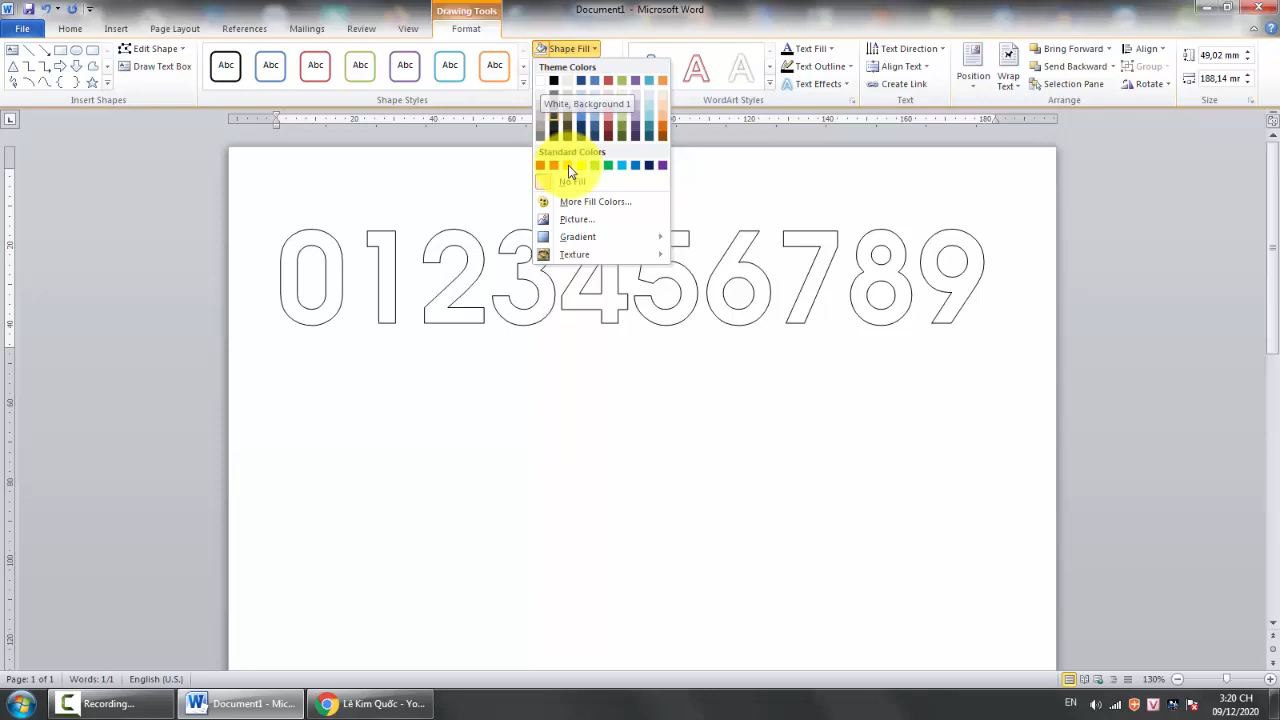 Drawing Tools
Document1 - Microsoft Word
File Home Insert Page Layout References Mailings Review View Format
Edit Shape
Draw Text Box
Insert Shapes
Abc Abc Abc Abc Abc Abc
Shape Styles
Shape Fill
Theme Colors
White, Background 1
Standard Colors
No Fill
More Fill Colors...
Picture...
Gradient
Texture
A A
WordArt Styles
Text Fill
Text Outline
Text Effects
Text Direction
Align Text
Create Link
Text
Position
Wrap Text
Bring Forward
Send Backward
Selection Pane
Align
Group
Rotate
Arrange
49,02 mm
188,14 mr
Size
0123456789
Page: 1 of 1 Words: 1/1 English (U.S.) 130%
Recording... Document1 - Mic... Lê Kim Quốc - Yo... EN 3:20 CH
09/12/2020